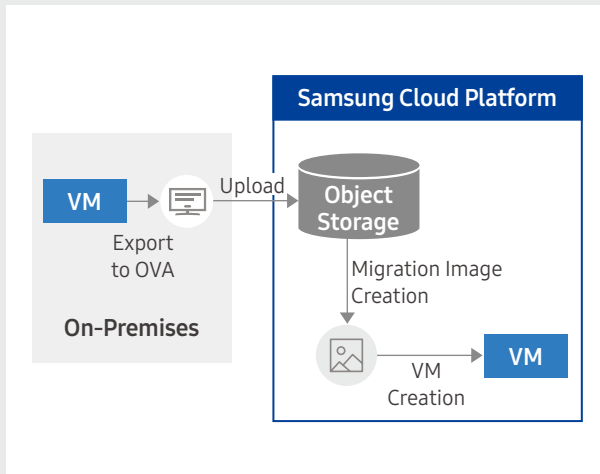 Samsung Cloud Platform
VM
Export
to OVA
On-Premises
Upload
Object
Storage
Migration Image
Creation
VM
Creation
VM